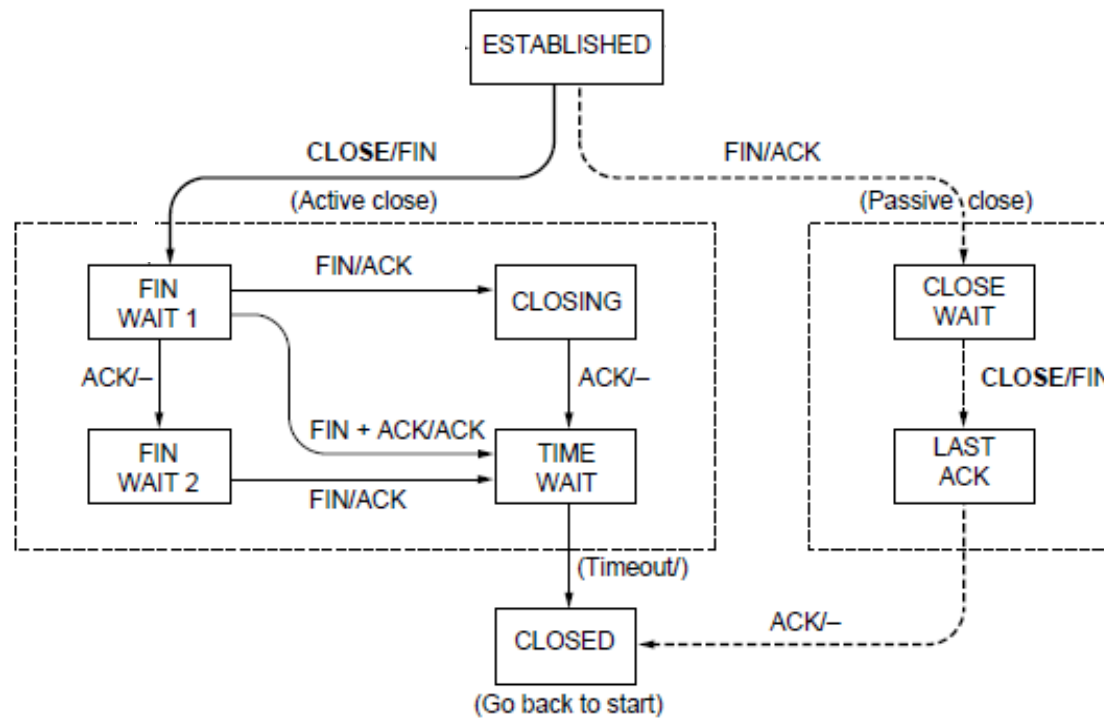 ESTABLISHED
CLOSE/FIN
FIN/ACK
(Active close)
(Passive close)
FIN
WAIT 1
FIN/ACK
CLOSING
CLOSE
WAIT
ACK/–
ACK/–
CLOSE/FIN
FIN + ACK/ACK
FIN
WAIT 2
FIN/ACK
TIME
WAIT
LAST
ACK
(Timeout/)
CLOSED
ACK/–
(Go back to start)